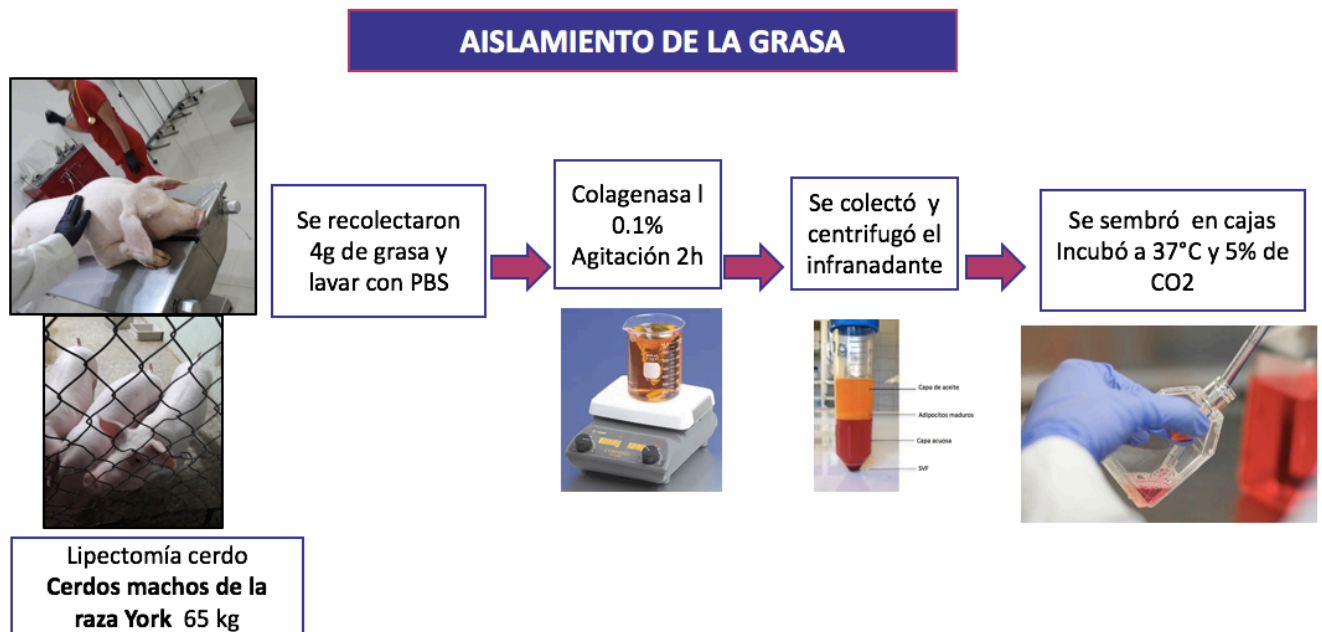 AISLAMIENTO DE LA GRASA
Se recolectaron
4g de grasa y
lavar con PBS
Colagenasa I
0.1%
Agitación 2h
Se colectó y
centrifugó el
infranadante
Se sembró en cajas
Incubó a 37°C y 5% de
CO2
Capa de aceite
Adipocitos maduros
Capa acuosa
SVF
Lipectomía cerdo
Cerdos machos de la
raza York 65 kg